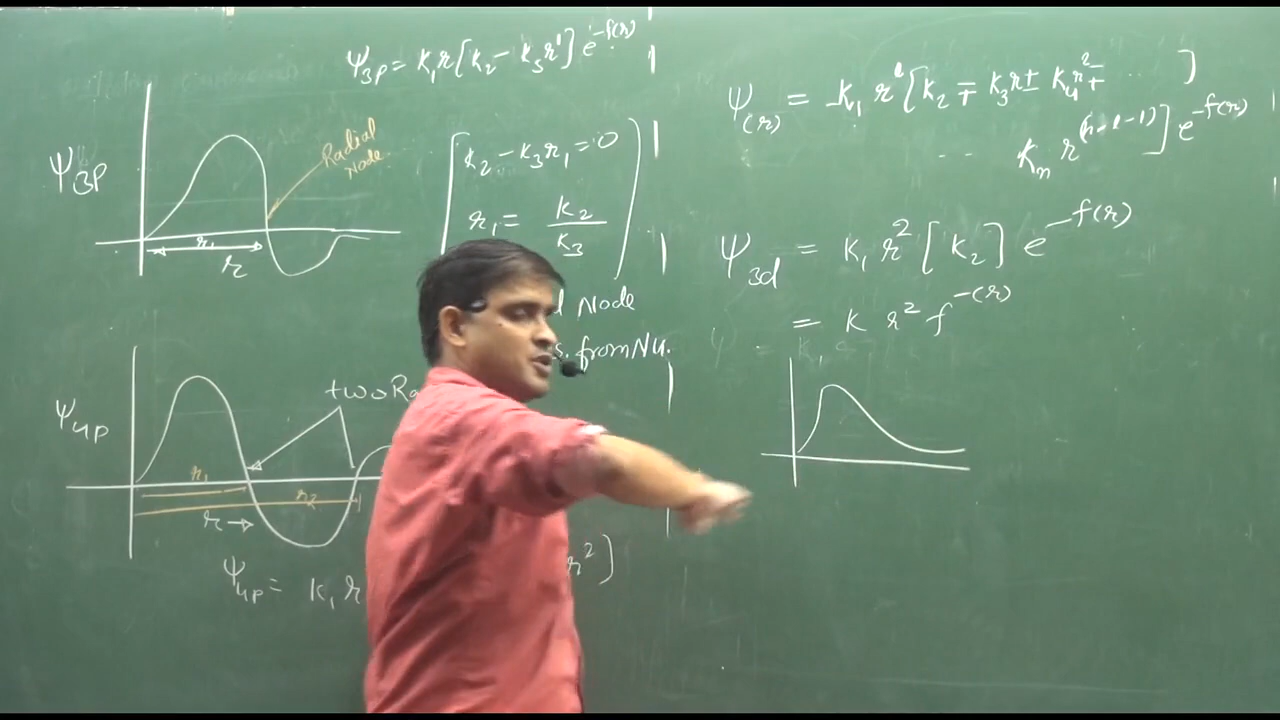 ψ3p = k₁r[k₂ - k₃r¹] e^-f(r)
ψ3p
Radial
Node
r₁
r
k₂ - k₃r₁ = 0
r₁ = k₂/k₃
Node
from Nu.
ψ4p
two Ra
r₁
r₂
r →
ψ4p = k₁r
r²)
ψ(r) = k₁ r^l [k₂ ∓ k₃r ± k₄r² ∓ ... ]
.. .. kₙ r^(n-l-1)] e^-f(r)
ψ3d = k₁ r² [k₂] e^-f(r)
= k r² f^-(r)